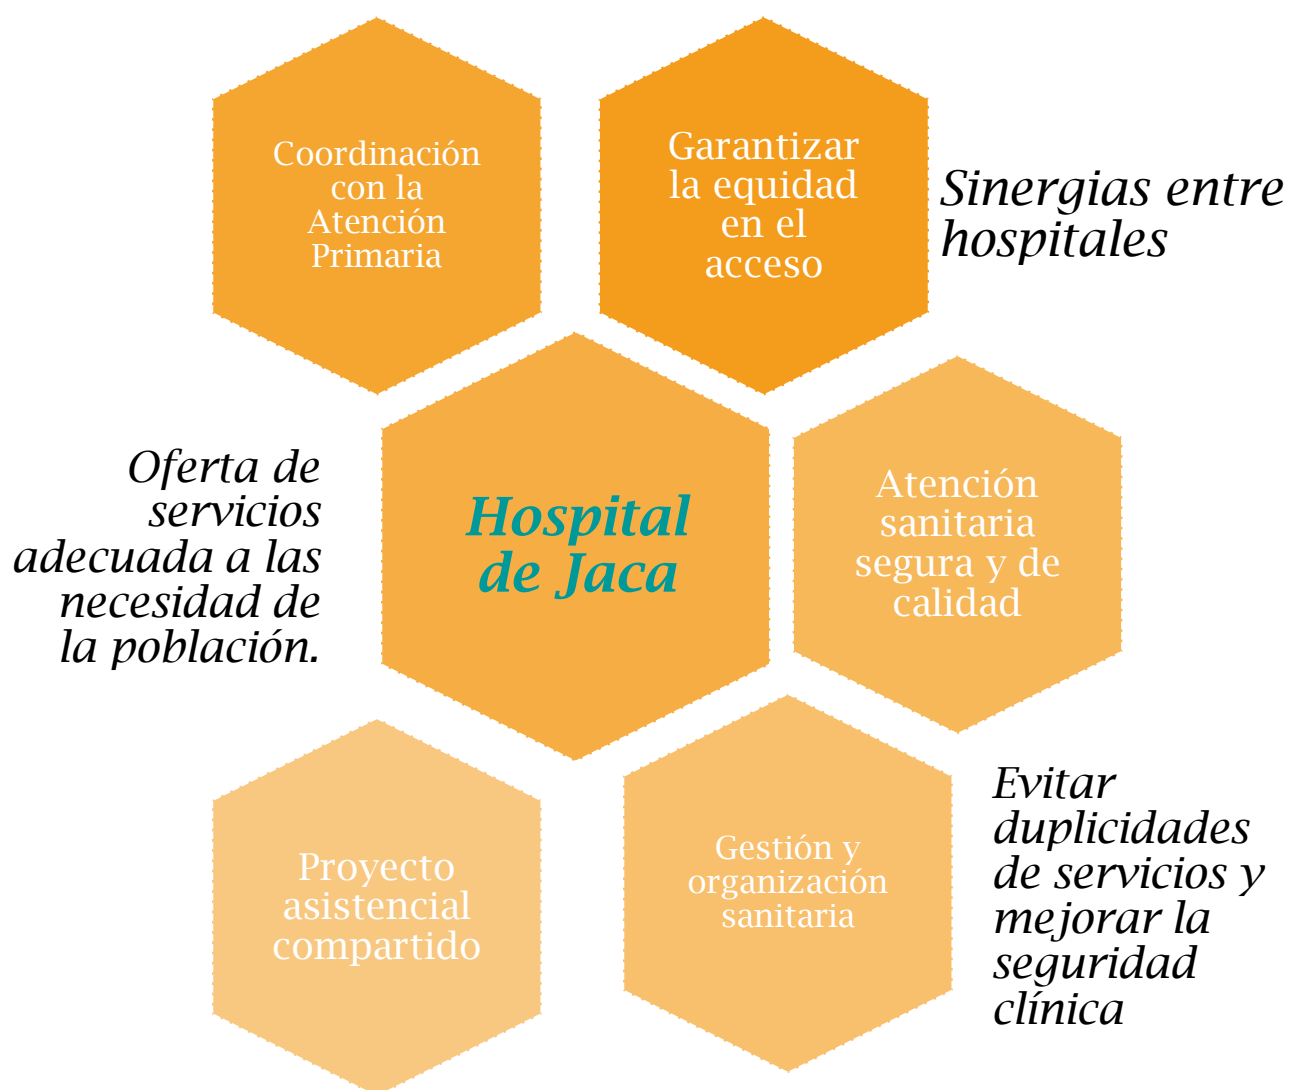 Coordinación
con la
Atención
Primaria
Garantizar
la equidad
en el
acceso
Sinergias entre
hospitales
Oferta de
servicios
adecuada a las
necesidad de
la población.
Hospital
de Jaca
Atención
sanitaria
segura y de
calidad
Proyecto
asistencial
compartido
Gestión y
organización
sanitaria
Evitar
duplicidades
de servicios y
mejorar la
seguridad
clínica